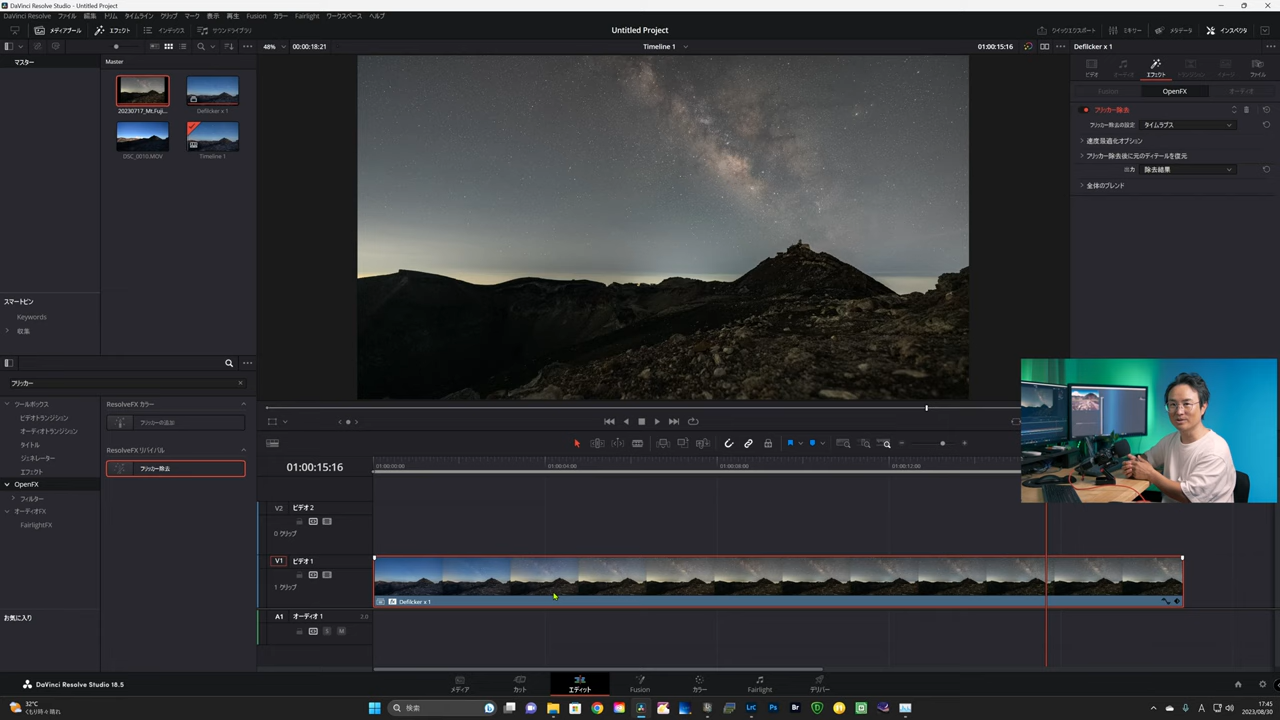 DaVinci Resolve Studio - Untitled Project
DaVinci Resolve ファイル 編集 トリム タイムライン クリップ マーク 表示 再生 Fusion カラー Fairlight ワークスペース ヘルプ
メディアプール エフェクト インデックス サウンドライブラリ
Untitled Project
クイックエクスポート ミキサー メタデータ インスペクタ
48% 00:00:18:21
Timeline 1
01:00:15:16
Defilcker x 1
マスター
Master
20230717_Mt.Fuji...
Deflicker x 1
DSC_0010.MOV
Timeline 1
ビデオ オーディオ エフェクト トランジション イメージ ファイル
Fusion OpenFX オーディオ
フリッカー除去
フリッカー除去の設定 タイムラプス
速度最適化オプション
フリッカー除去後に元のディテールを復元
出力 除去結果
全体のブレンド
スマートビン
Keywords
収集
フリッカー
ツールボックス
ビデオトランジション
オーディオトランジション
タイトル
ジェネレーター
エフェクト
OpenFX
フィルター
オーディオFX
FairlightFX
お気に入り
ResolveFX カラー
フリッカーの追加
ResolveFX リバイバル
フリッカー除去
01:00:15:16
01:00:00:00
01:00:04:00
01:00:08:00
01:00:12:00
V2 ビデオ 2
0 クリップ
V1 ビデオ 1
1 クリップ
Defilcker x 1
A1 オーディオ 1 2.0
S M
DaVinci Resolve Studio 18.5
メディア カット エディット Fusion カラー Fairlight デリバー
32°C
くもり時々晴れ
検索
Lrc Ps Br
A
17:45
2023/08/30